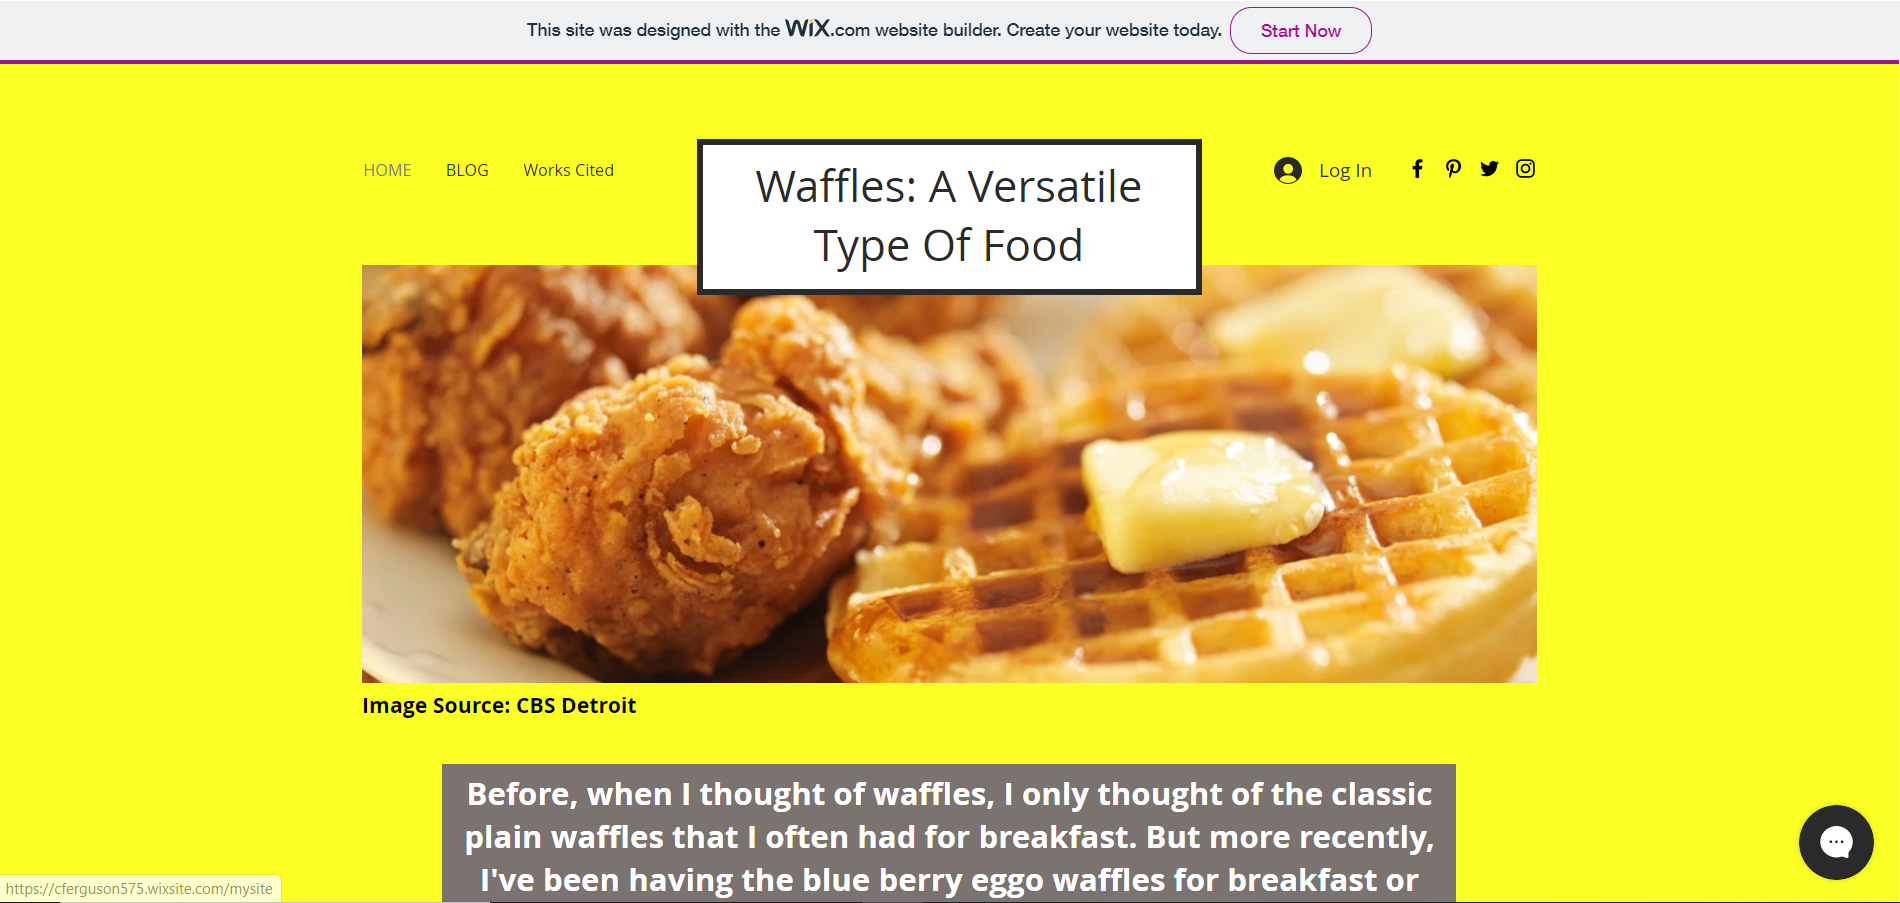 This site was designed with the WiX.com website builder. Create your website today. Start Now
HOME BLOG Works Cited
Waffles: A Versatile
Type Of Food
Log In
Image Source: CBS Detroit
Before, when I thought of waffles, I only thought of the classic
plain waffles that I often had for breakfast. But more recently,
I've been having the blue berry eggo waffles for breakfast or
https://cferguson575.wixsite.com/mysite